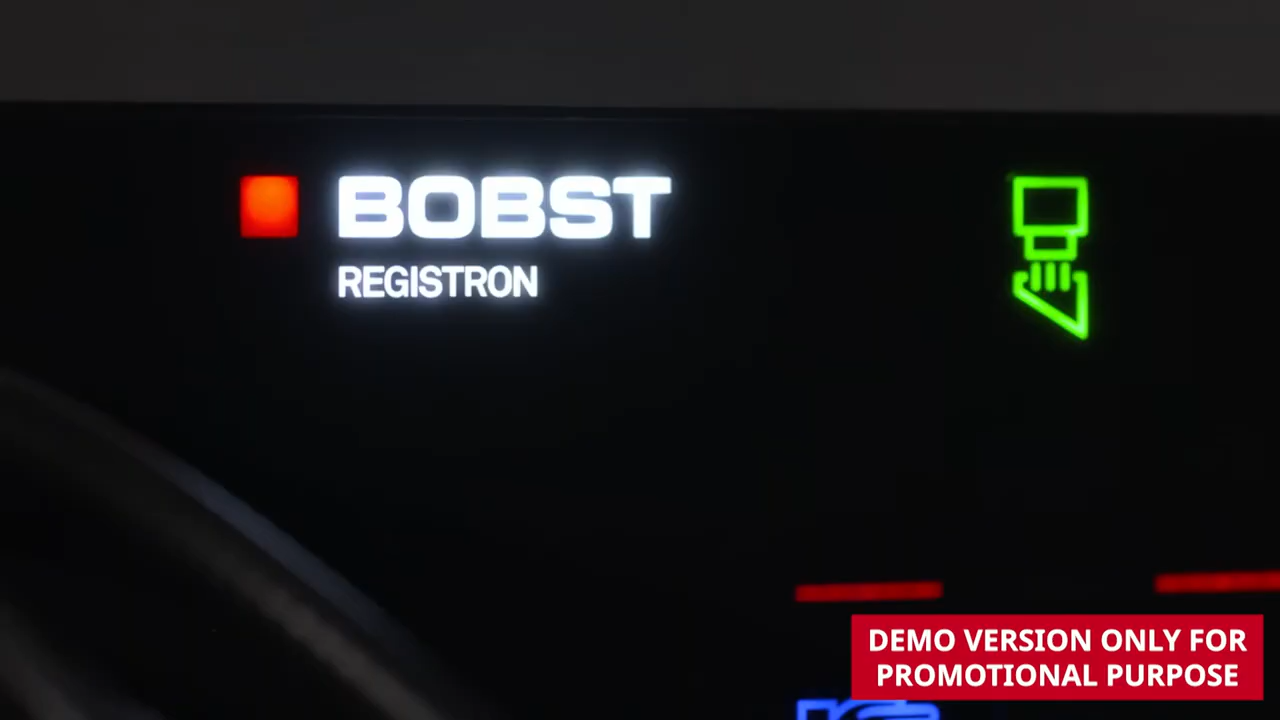 BOBST
REGISTRON
DEMO VERSION ONLY FOR
PROMOTIONAL PURPOSE